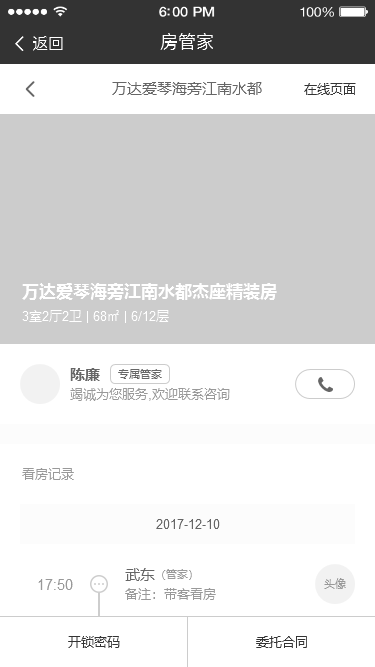 6:00 PM
100%
返回
房管家
万达爱琴海旁江南水都
在线页面
万达爱琴海旁江南水都杰座精装房
3室2厅2卫 | 68㎡ | 6/12层
陈廉 专属管家
竭诚为您服务,欢迎联系咨询
看房记录
2017-12-10
17:50
武东（管家）
备注：带客看房
头像
开锁密码
委托合同